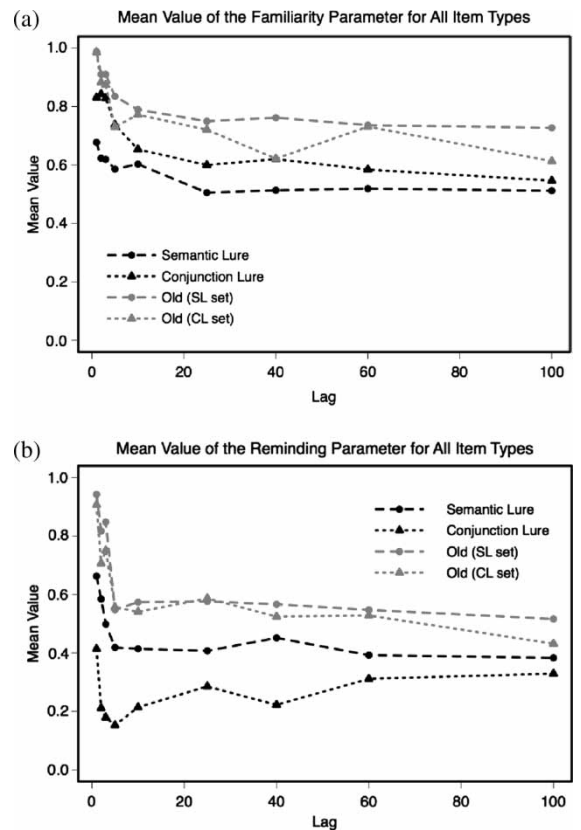 (a)
Mean Value of the Familiarity Parameter for All Item Types
1.0
0.8
0.6
0.4
0.2
0.0
Mean Value
Semantic Lure
Conjunction Lure
Old (SL set)
Old (CL set)
0 20 40 60 80 100
Lag
(b)
Mean Value of the Reminding Parameter for All Item Types
1.0
0.8
0.6
0.4
0.2
0.0
Mean Value
Semantic Lure
Conjunction Lure
Old (SL set)
Old (CL set)
0 20 40 60 80 100
Lag